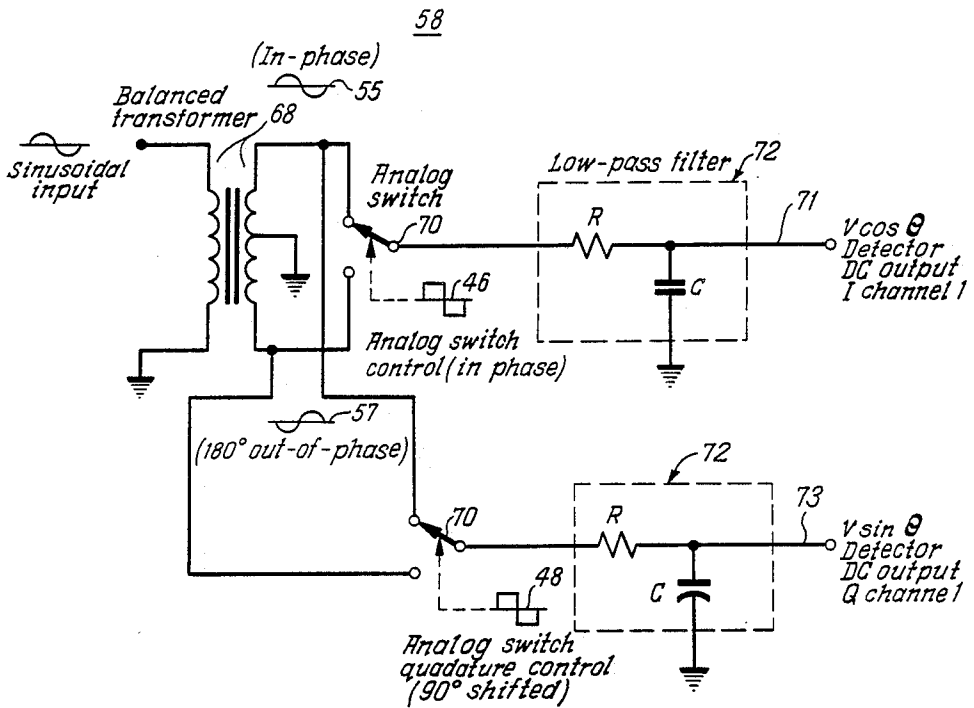 58
(In-phase)
55
Balanced
transformer
68
Sinusoidal
input
Analog
switch
70
Low-pass filter
72
R
C
71
V cos θ
Detector
DC output
I channel 1
46
Analog switch
control (in phase)
57
(180° out-of-phase)
70
72
R
C
73
V sin θ
Detector
DC output
Q channel 1
48
Analog switch
quadature control
(90° shifted)